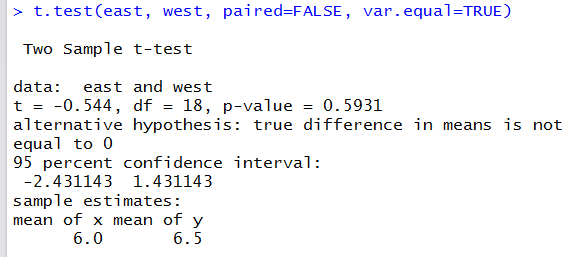 > t.test(east, west, paired=FALSE, var.equal=TRUE)
Two Sample t-test
data:  east and west
t = -0.544, df = 18, p-value = 0.5931
alternative hypothesis: true difference in means is not
equal to 0
95 percent confidence interval:
 -2.431143  1.431143
sample estimates:
mean of x mean of y
      6.0       6.5